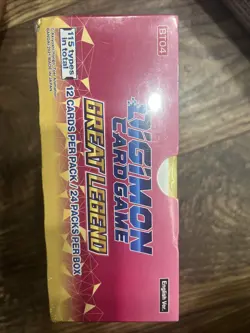 BT04
115 types
in total
DIGIMON
CARD GAME
GREAT LEGEND
12 CARDS PER PACK / 24 PACKS PER BOX
English Ver.